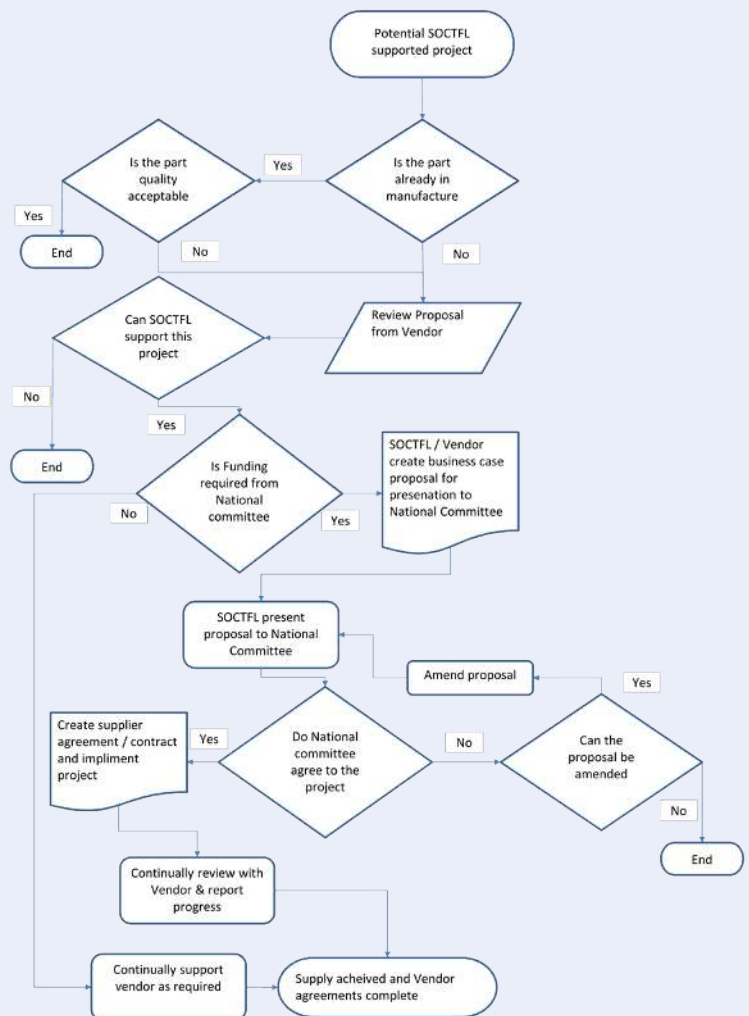 Potential SOCTFL
supported project
Is the part
quality
acceptable
Yes
Is the part
already in
manufacture
Yes
End
No
No
Can SOCTFL
support this
project
Review Proposal
from Vendor
No
Yes
End
Is Funding
required from
National
committee
No
Yes
SOCTFL / Vendor
create business case
proposal for
presenation to
National Committee
SOCTFL present
proposal to National
Committee
Amend proposal
Yes
Create supplier
agreement / contract
and impliment
project
Yes
Do National
committee
agree to the
project
No
Can the
proposal be
amended
No
End
Continually review with
Vendor & report
progress
Continually support
vendor as required
Supply acheived and Vendor
agreements complete